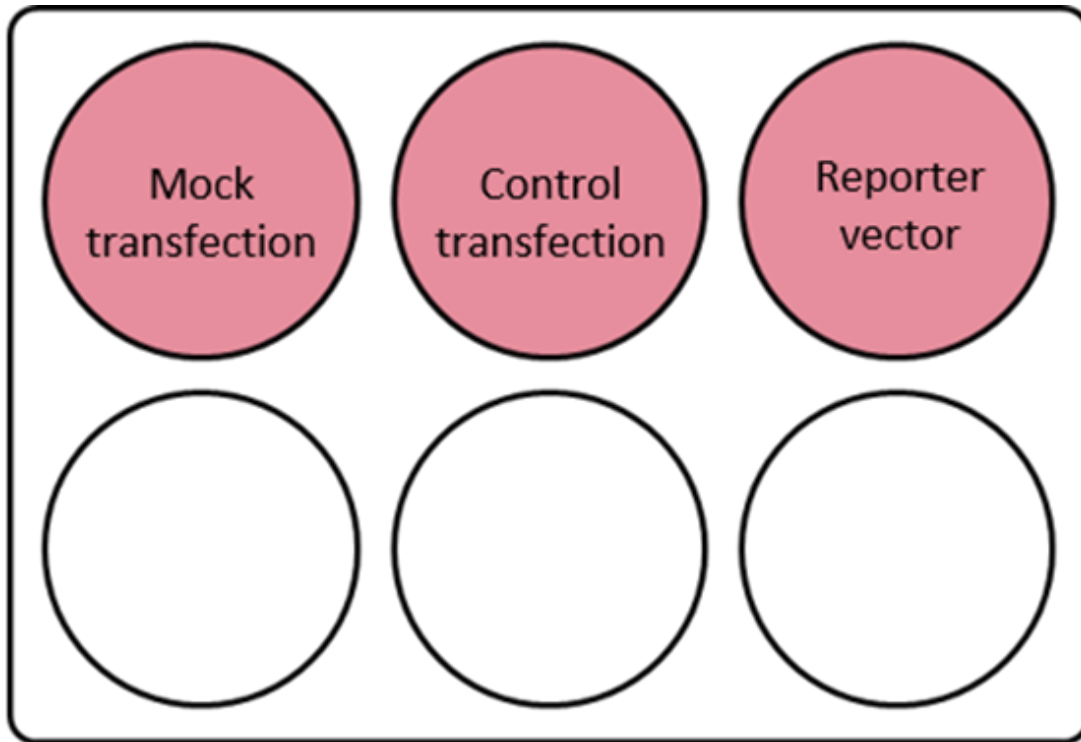 Mock
transfection
Control
transfection
Reporter
vector